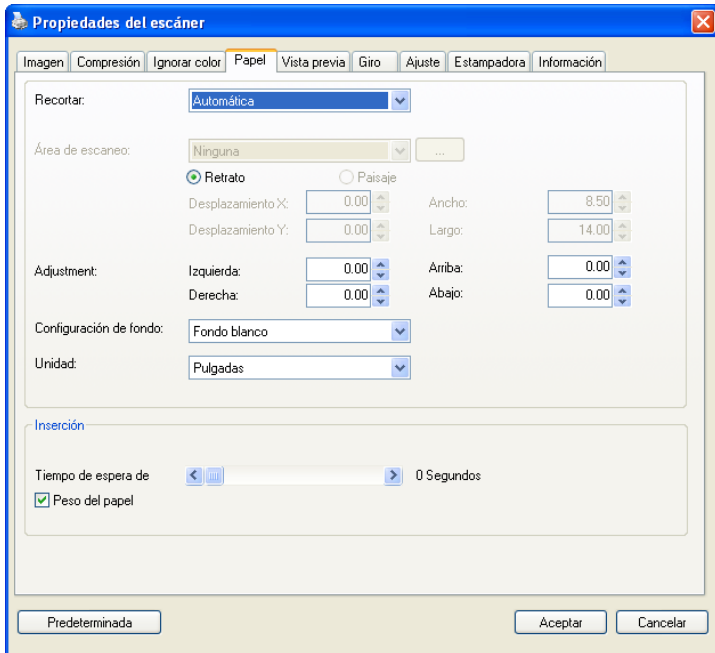 Propiedades del escáner
Imagen Compresión Ignorar color Papel Vista previa Giro Ajuste Estampadora Información
Recortar: Automática
Área de escaneo: Ninguna ...
Retrato Paisaje
Desplazamiento X: 0.00 Ancho: 8.50
Desplazamiento Y: 0.00 Largo: 14.00
Adjustment: Izquierda: 0.00 Arriba: 0.00
Derecha: 0.00 Abajo: 0.00
Configuración de fondo: Fondo blanco
Unidad: Pulgadas
Inserción
Tiempo de espera de 0 Segundos
Peso del papel
Predeterminada Aceptar Cancelar